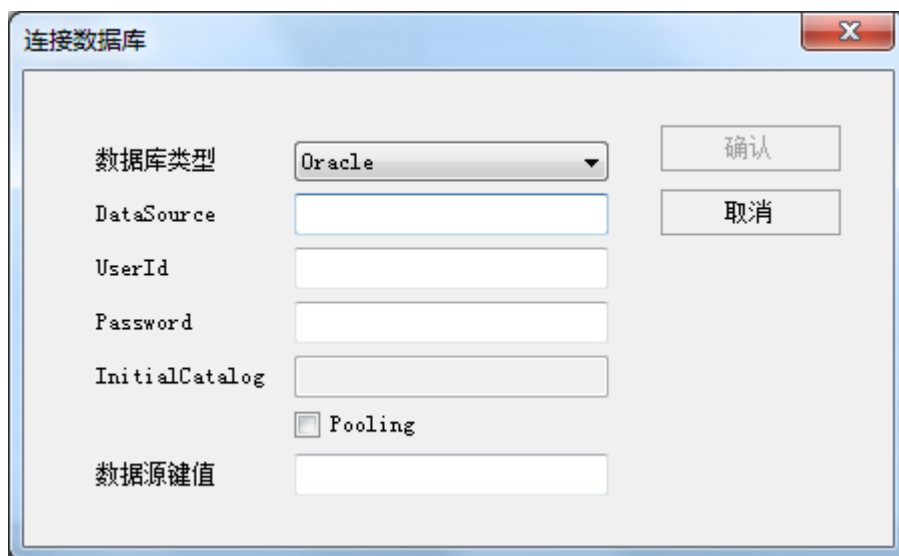 连接数据库
数据库类型 Oracle 确认
DataSource 取消
UserId
Password
InitialCatalog
Pooling
数据源键值